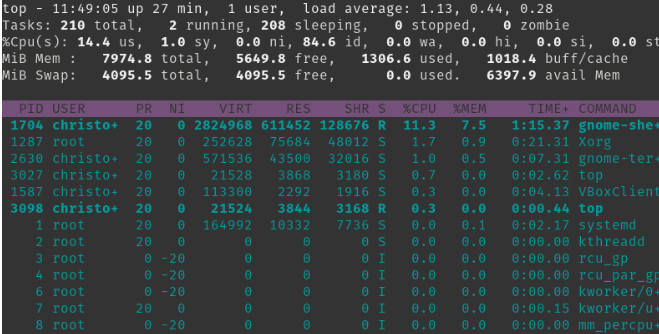 top - 11:49:05 up 27 min,  1 user,  load average: 1.13, 0.44, 0.28
Tasks: 210 total,   2 running, 208 sleeping,   0 stopped,   0 zombie
%Cpu(s): 14.4 us,  1.0 sy,  0.0 ni, 84.6 id,  0.0 wa,  0.0 hi,  0.0 si,  0.0 st
MiB Mem :   7974.8 total,   5649.8 free,   1306.6 used,   1018.4 buff/cache
MiB Swap:   4095.5 total,   4095.5 free,      0.0 used.   6397.9 avail Mem
PID USER      PR  NI    VIRT    RES    SHR S  %CPU  %MEM     TIME+ COMMAND
1704 christo+  20   0 2824968 611452 128676 R  11.3   7.5   1:15.37 gnome-she+
1287 root      20   0  252628  75684  48012 S   1.7   0.9   0:21.31 Xorg
2630 christo+  20   0  571536  43500  32016 S   1.0   0.5   0:07.31 gnome-ter+
3027 christo+  20   0   21528   3868   3180 S   0.7   0.0   0:02.62 top
1587 christo+  20   0  113300   2292   1916 S   0.3   0.0   0:04.13 VBoxClient
3098 christo+  20   0   21524   3844   3168 R   0.3   0.0   0:00.44 top
1 root      20   0  164992  10332   7736 S   0.0   0.1   0:02.17 systemd
2 root      20   0       0      0      0 S   0.0   0.0   0:00.00 kthreadd
3 root       0 -20       0      0      0 I   0.0   0.0   0:00.00 rcu_gp
4 root       0 -20       0      0      0 I   0.0   0.0   0:00.00 rcu_par_gp
6 root       0 -20       0      0      0 I   0.0   0.0   0:00.00 kworker/0+
7 root      20   0       0      0      0 I   0.0   0.0   0:00.15 kworker/u+
8 root       0 -20       0      0      0 I   0.0   0.0   0:00.00 mm_percpu+